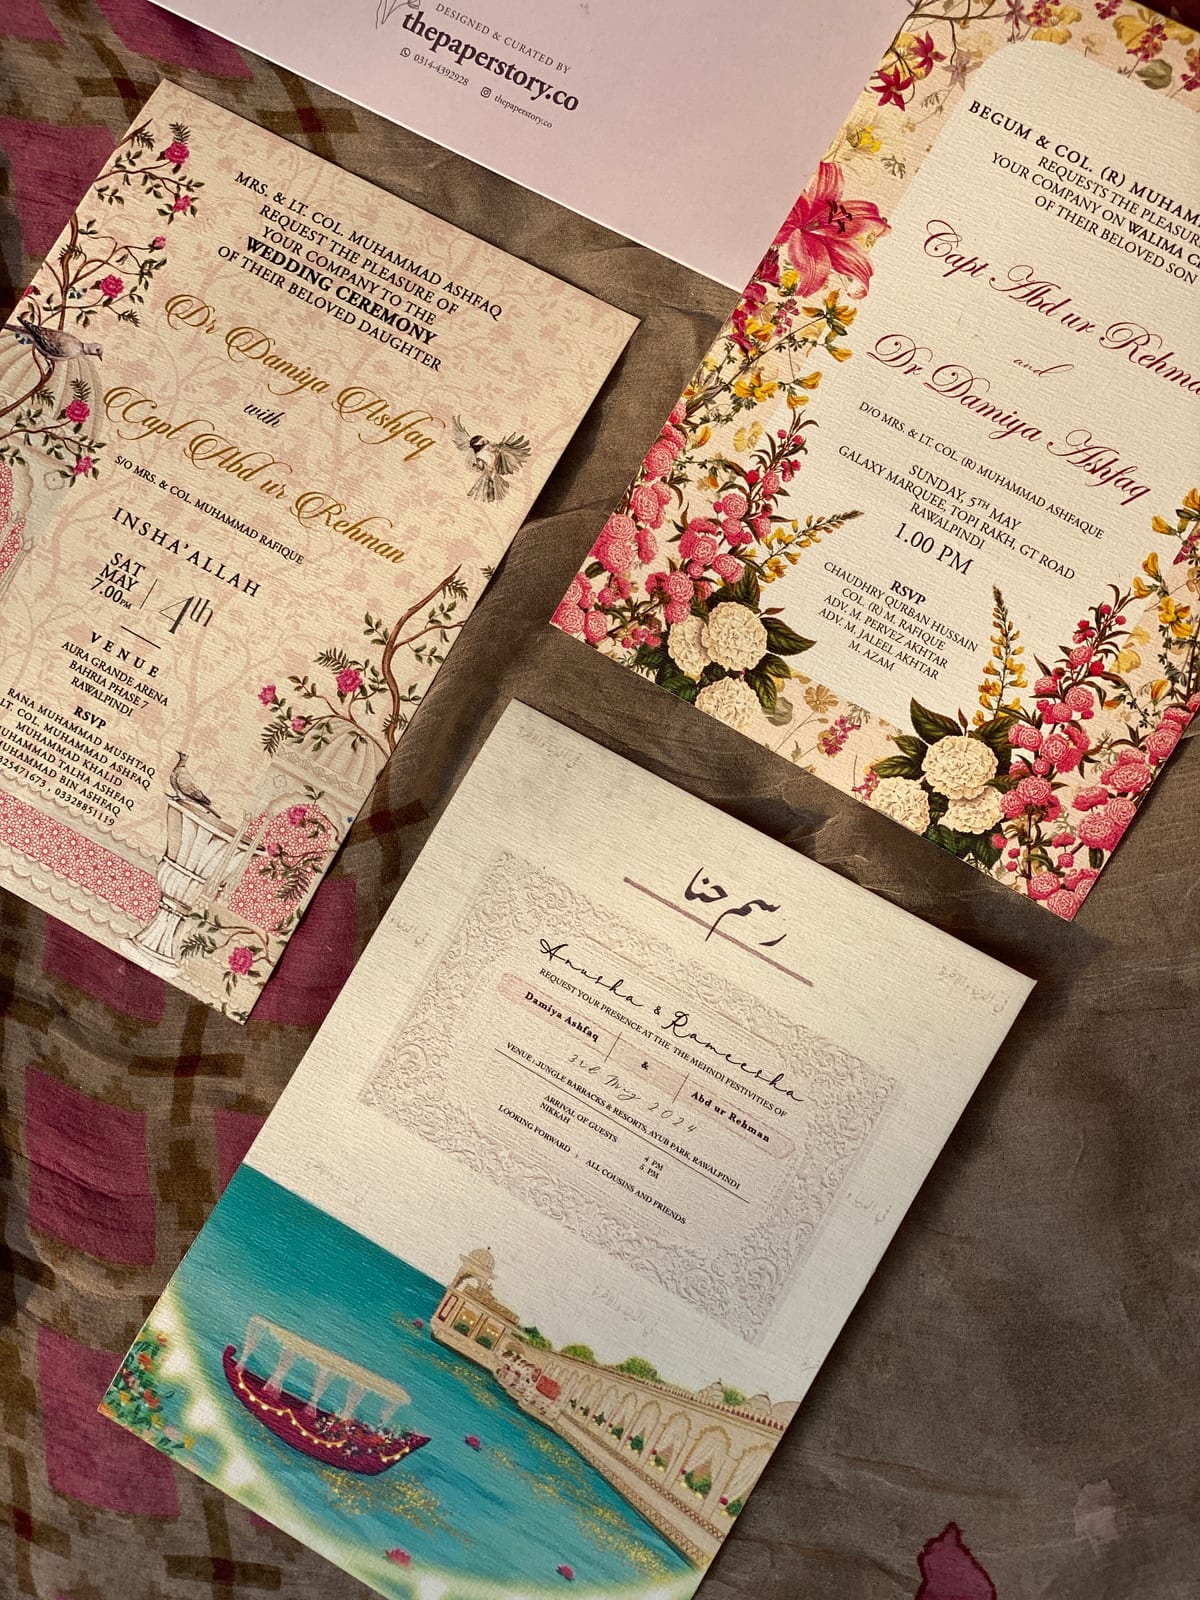 DESIGNED & CURATED BY
thepaperstory.co
0314-4392928
thepaperstory.co
MRS. & LT. COL. MUHAMMAD ASHFAQ
REQUEST THE PLEASURE OF
YOUR COMPANY TO THE
WEDDING CEREMONY
OF THEIR BELOVED DAUGHTER
Dr Damiya Ashfaq
with
Capt Abd ur Rehman
S/O MRS. & COL. MUHAMMAD RAFIQUE
INSHA'ALLAH
SAT
MAY
7.00PM
4th
VENUE
AURA GRANDE ARENA
BAHRIA PHASE 7
RAWALPINDI
RSVP
RANA MUHAMMAD MUSHTAQ
LT. COL. MUHAMMAD ASHFAQ
MUHAMMAD KHALID
MUHAMMAD TALHA ASHFAQ
MUHAMMAD BIN ASHFAQ
325471673 , 03328851119
BEGUM & COL. (R) MUHAM
REQUESTS THE PLEASURE
YOUR COMPANY ON WALIMA C
OF THEIR BELOVED SON
Capt Abd ur Rehma
and
Dr Damiya Ashfaq
D/O MRS. & LT. COL. (R) MUHAMMAD ASHFAQUE
SUNDAY, 5TH MAY
GALAXY MARQUEE, TOPI RAKH, GT ROAD
RAWALPINDI
1.00 PM
RSVP
CHAUDHRY QURBAN HUSSAIN
COL. (R) M. RAFIQUE
ADV. M. PERVEZ AKHTAR
ADV. M. JALEEL AKHTAR
M. AZAM
رسم حنا
Anusha & Rameesha
REQUEST YOUR PRESENCE AT THE THE MEHNDI FESTIVITIES OF
Damiya Ashfaq
&
Abd ur Rehman
3rd May 2024
VENUE : JUNGLE BARRACKS & RESORTS, AYUB PARK, RAWALPINDI
ARRIVAL OF GUESTS 4 PM
NIKKAH 5 PM
LOOKING FORWARD : ALL COUSINS AND FRIENDS